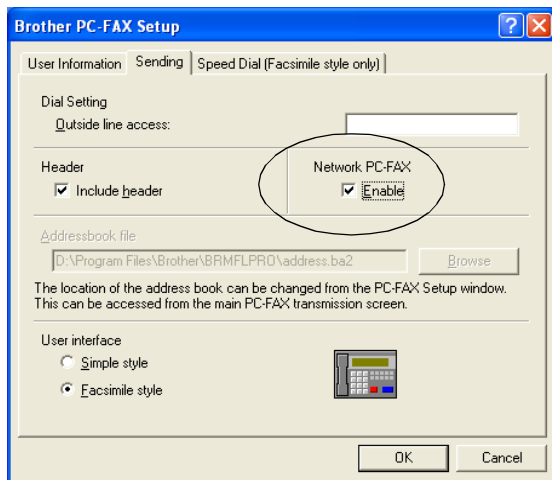 Brother PC-FAX Setup
User Information Sending Speed Dial (Facsimile style only)
Dial Setting
Outside line access:
Header Network PC-FAX
Include header Enable
Addressbook file
D:\Program Files\Brother\BRMFLPRO\address.ba2 Browse
The location of the address book can be changed from the PC-FAX Setup window.
This can be accessed from the main PC-FAX transmission screen.
User interface
Simple style
Facsimile style
OK Cancel